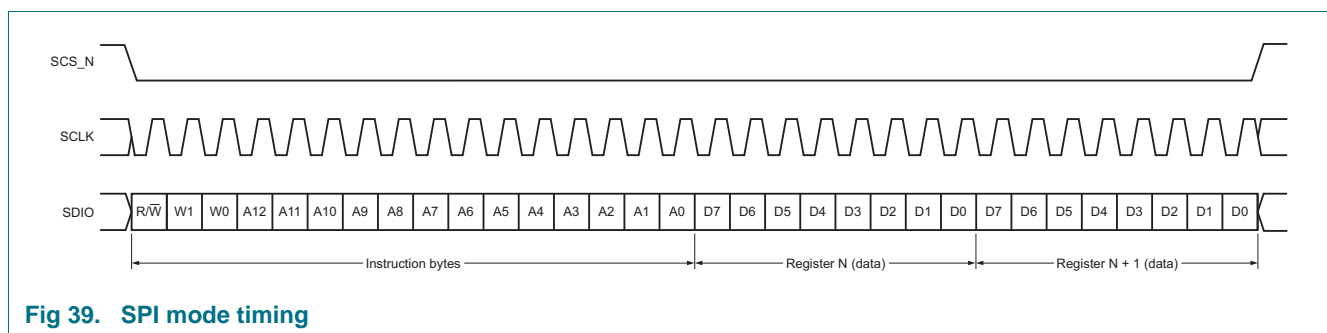 SCS_N
SCLK
SDIO R/W̅ W1 W0 A12 A11 A10 A9 A8 A7 A6 A5 A4 A3 A2 A1 A0 D7 D6 D5 D4 D3 D2 D1 D0 D7 D6 D5 D4 D3 D2 D1 D0
Instruction bytes Register N (data) Register N + 1 (data)
Fig 39. SPI mode timing